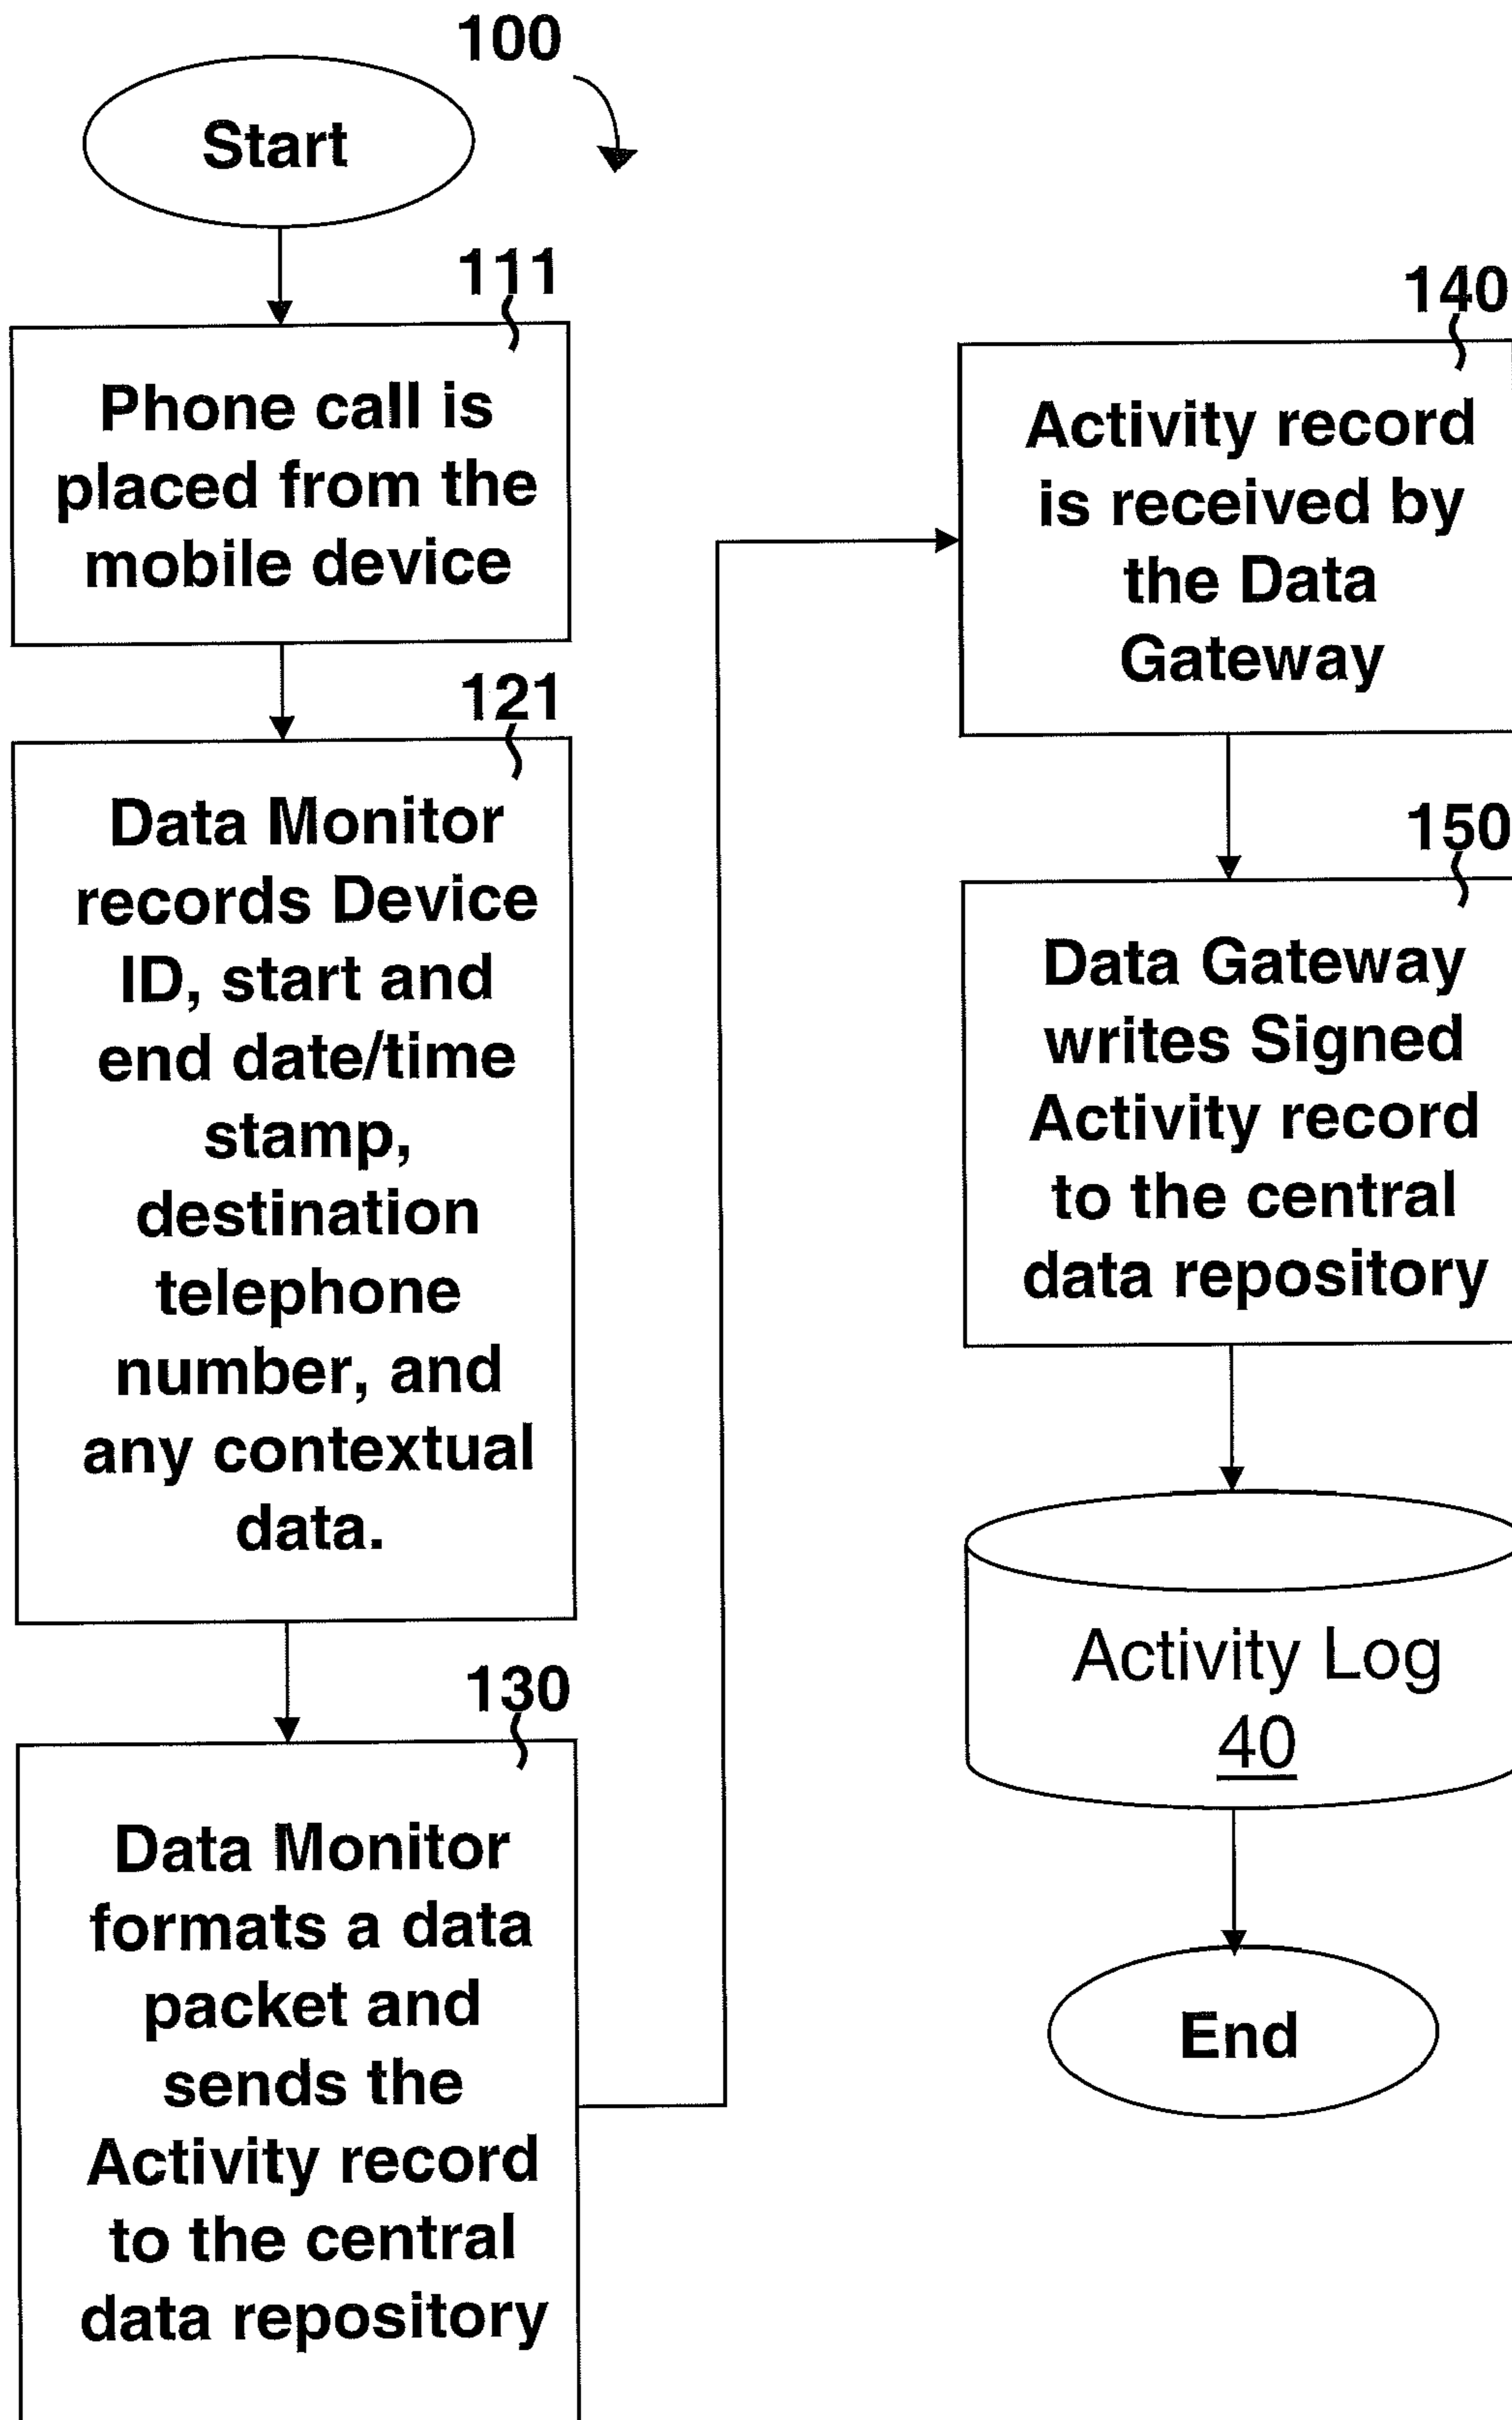 100
Start
111
Phone call is
placed from the
mobile device
121
Data Monitor
records Device
ID, start and
end date/time
stamp,
destination
telephone
number, and
any contextual
data.
130
Data Monitor
formats a data
packet and
sends the
Activity record
to the central
data repository
140
Activity record
is received by
the Data
Gateway
150
Data Gateway
writes Signed
Activity record
to the central
data repository
Activity Log
40
End